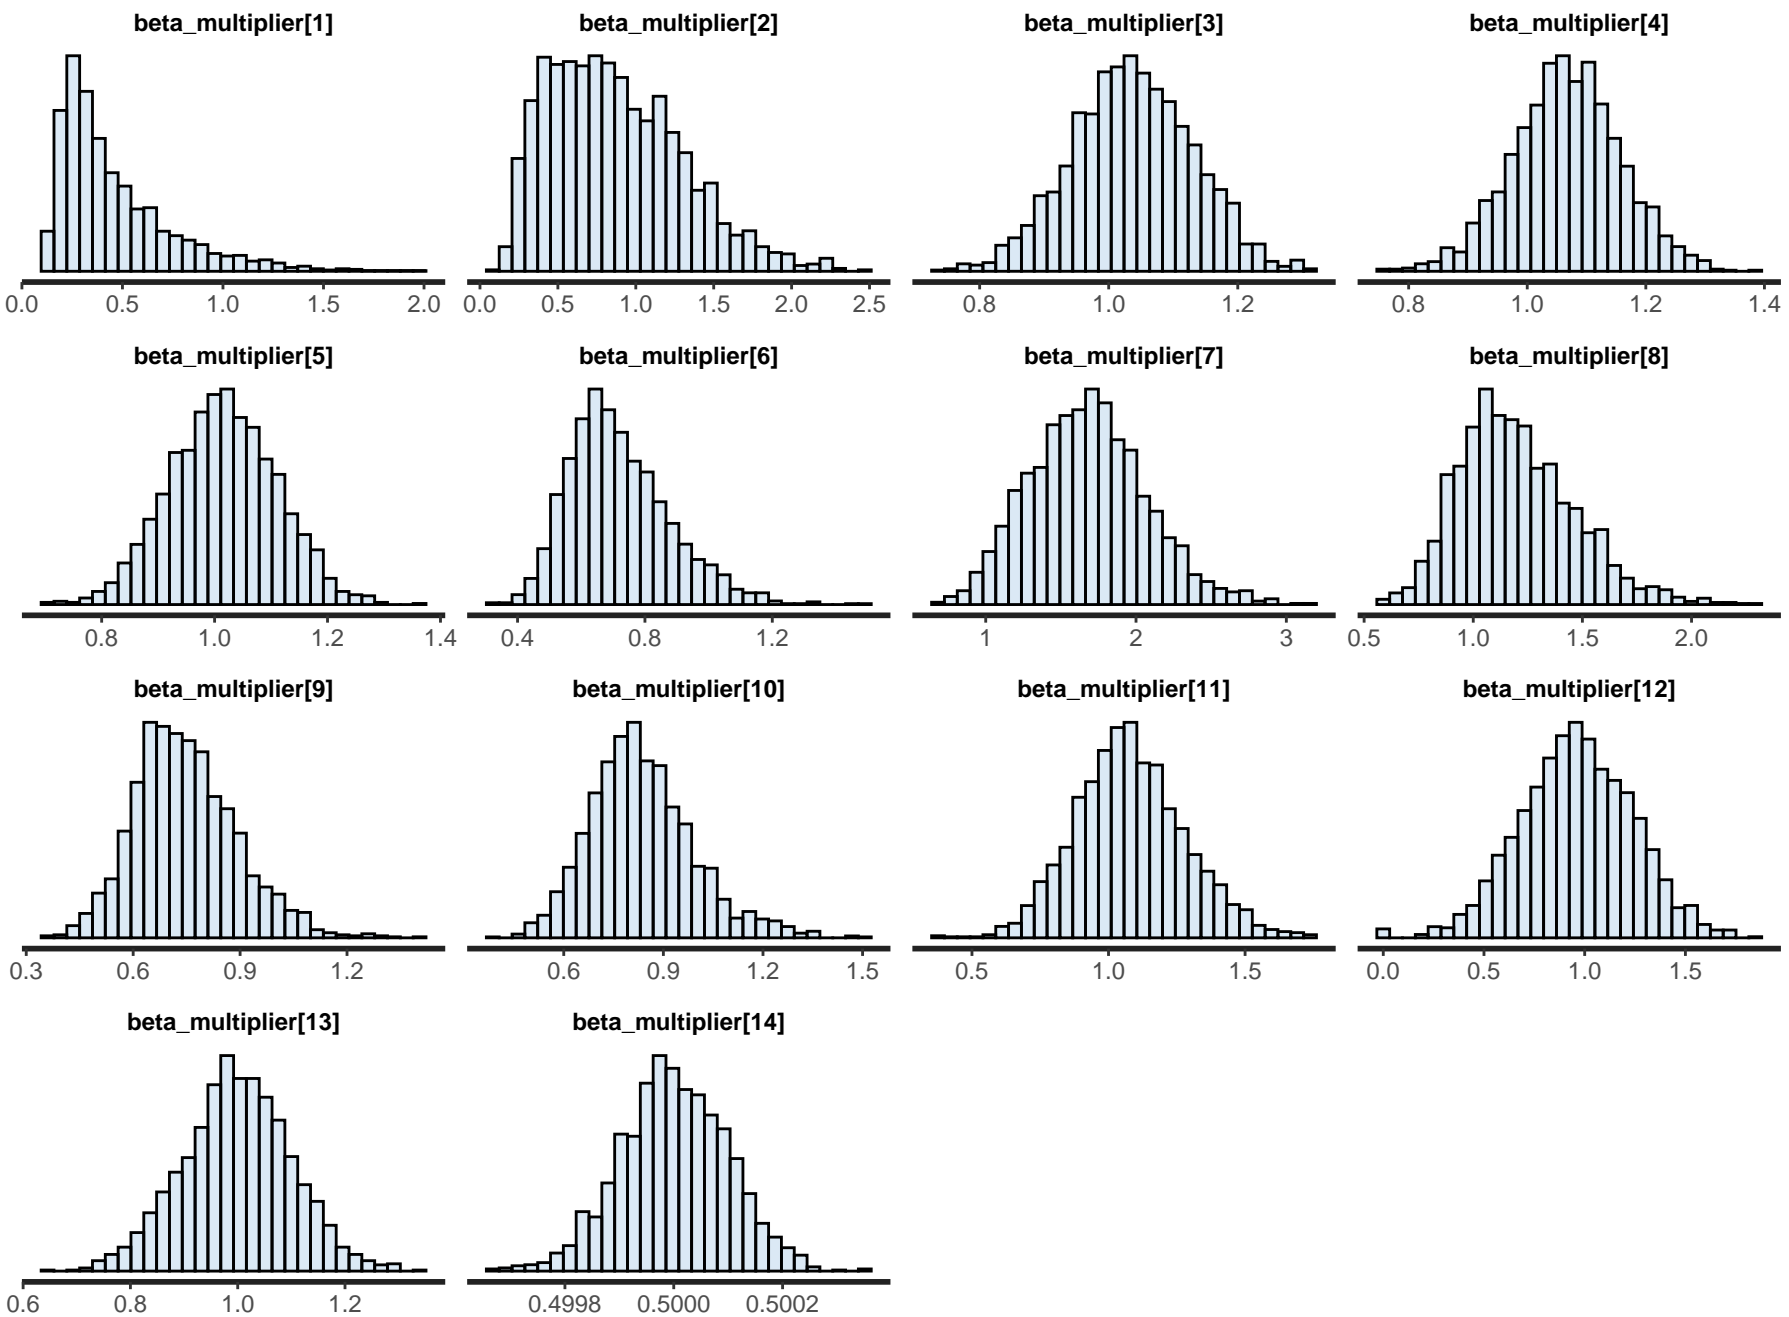 beta_multiplier[1] beta_multiplier[2] beta_multiplier[3] beta_multiplier[4]
0.0 0.5 1.0 1.5 2.0 0.0 0.5 1.0 1.5 2.0 2.5 0.8 1.0 1.2 0.8 1.0 1.2 1.4
beta_multiplier[5] beta_multiplier[6] beta_multiplier[7] beta_multiplier[8]
0.8 1.0 1.2 1.4 0.4 0.8 1.2 1 2 3 0.5 1.0 1.5 2.0
beta_multiplier[9] beta_multiplier[10] beta_multiplier[11] beta_multiplier[12]
0.3 0.6 0.9 1.2 0.6 0.9 1.2 1.5 0.5 1.0 1.5 0.0 0.5 1.0 1.5
beta_multiplier[13] beta_multiplier[14]
0.6 0.8 1.0 1.2 0.4998 0.5000 0.5002